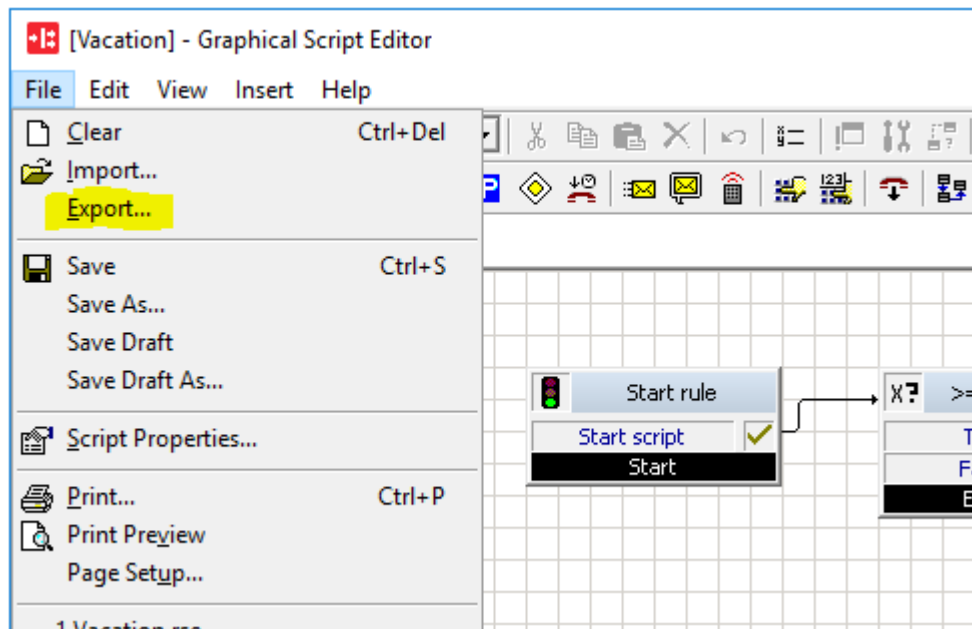 [Vacation] - Graphical Script Editor
File Edit View Insert Help
Clear Ctrl+Del
Import...
Export...
Save Ctrl+S
Save As...
Save Draft
Save Draft As...
Script Properties...
Print... Ctrl+P
Print Preview
Page Setup...
Start rule
Start script
Start
X? >=